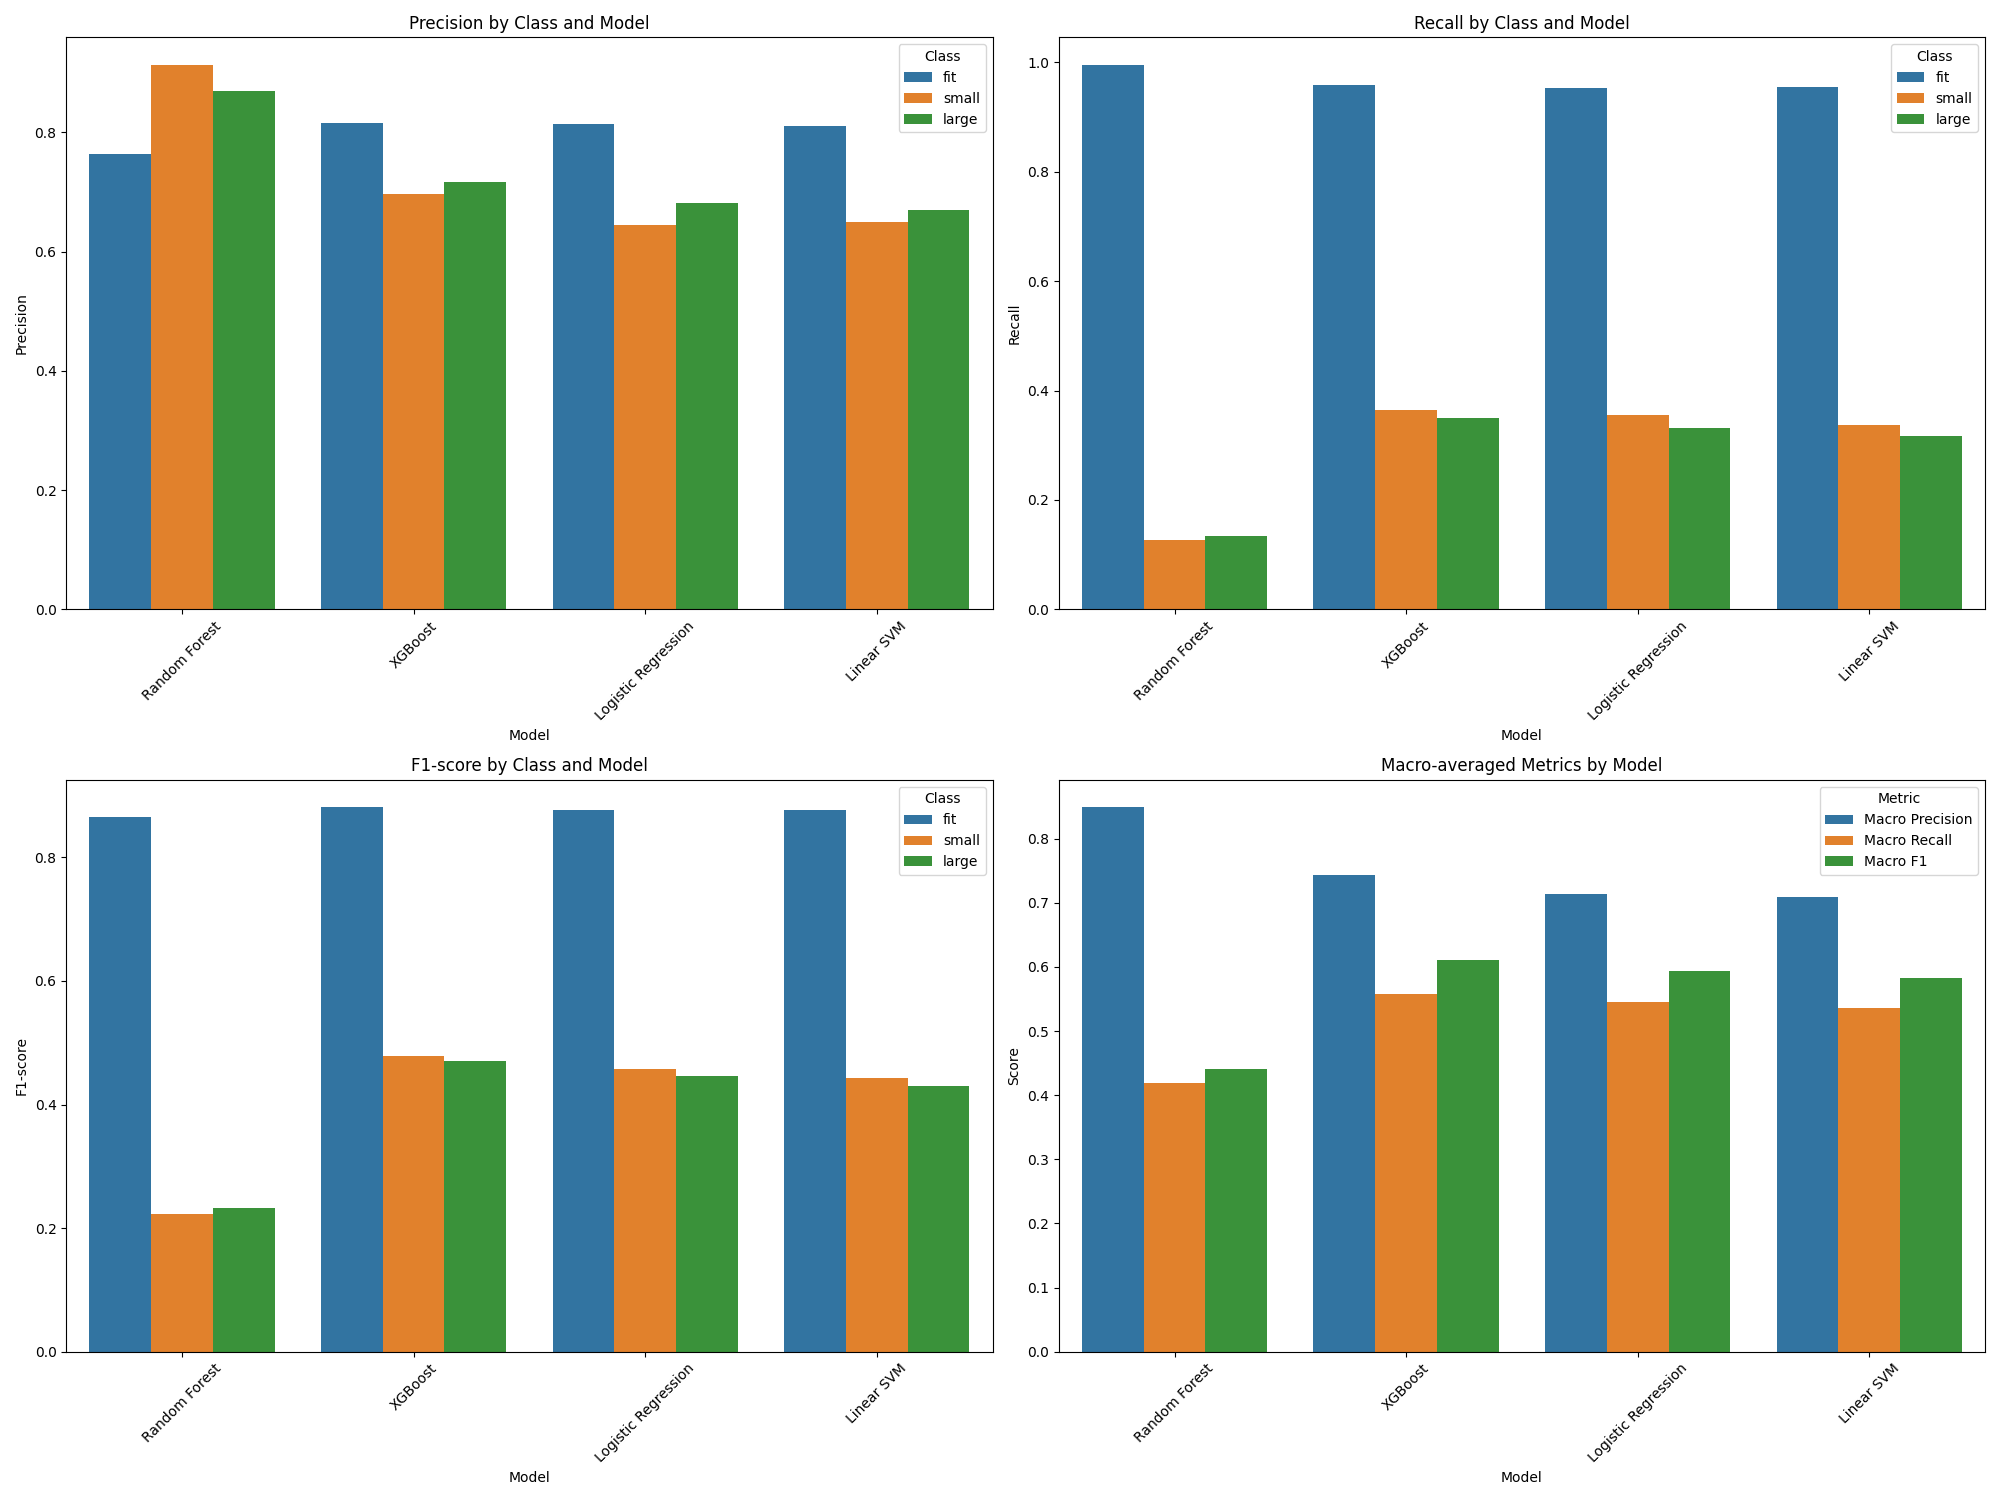 Precision by Class and Model
Precision
0.8
0.6
0.4
0.2
0.0
Class
fit
small
large
Random Forest
XGBoost
Logistic Regression
Linear SVM
Model
Recall by Class and Model
Recall
1.0
0.8
0.6
0.4
0.2
0.0
Class
fit
small
large
Random Forest
XGBoost
Logistic Regression
Linear SVM
Model
F1-score by Class and Model
F1-score
0.8
0.6
0.4
0.2
0.0
Class
fit
small
large
Random Forest
XGBoost
Logistic Regression
Linear SVM
Model
Macro-averaged Metrics by Model
Score
0.8
0.7
0.6
0.5
0.4
0.3
0.2
0.1
0.0
Metric
Macro Precision
Macro Recall
Macro F1
Random Forest
XGBoost
Logistic Regression
Linear SVM
Model